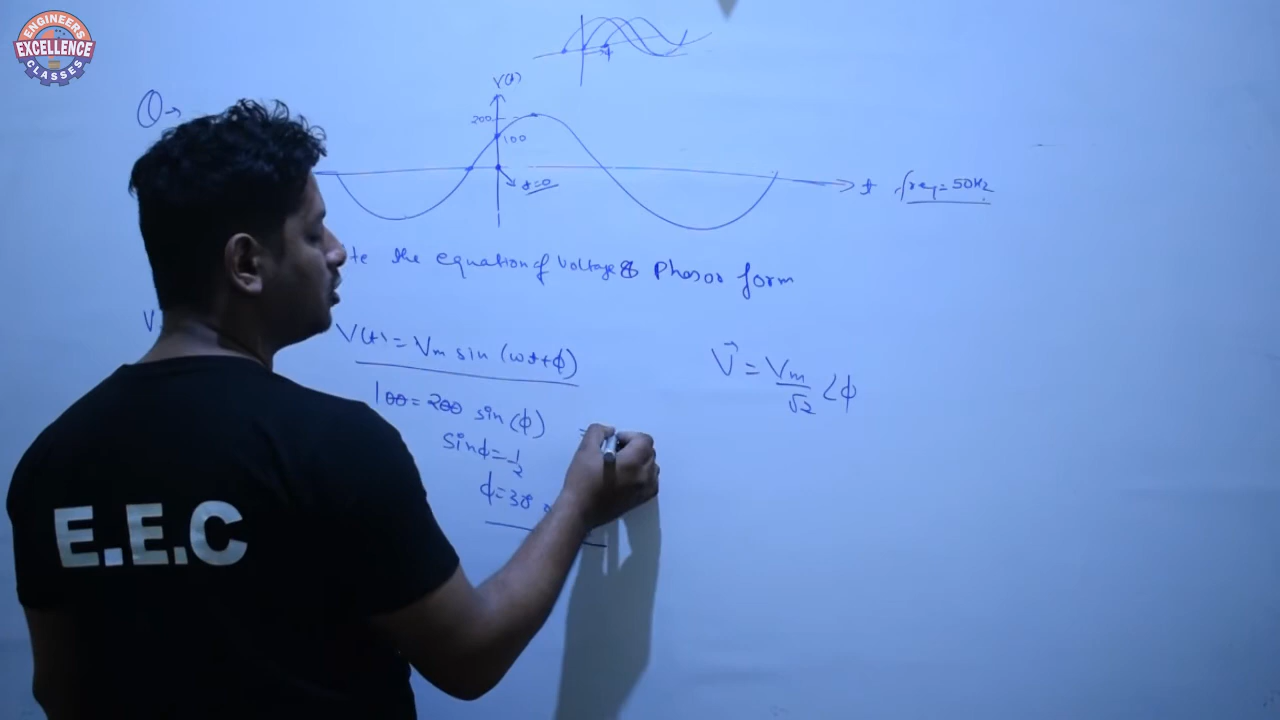 ENGINEERS
EXCELLENCE
CLASSES
Q→
V(t)
200
100
t=0
t freq=50Hz
te the equation of voltage & Phasor form
V
V(t)=Vm sin (ωt+ϕ)
V⃗ = Vm/√2 ∠ϕ
100=200 sin(ϕ)
=
sinϕ=1/2
ϕ=30°
E.E.C